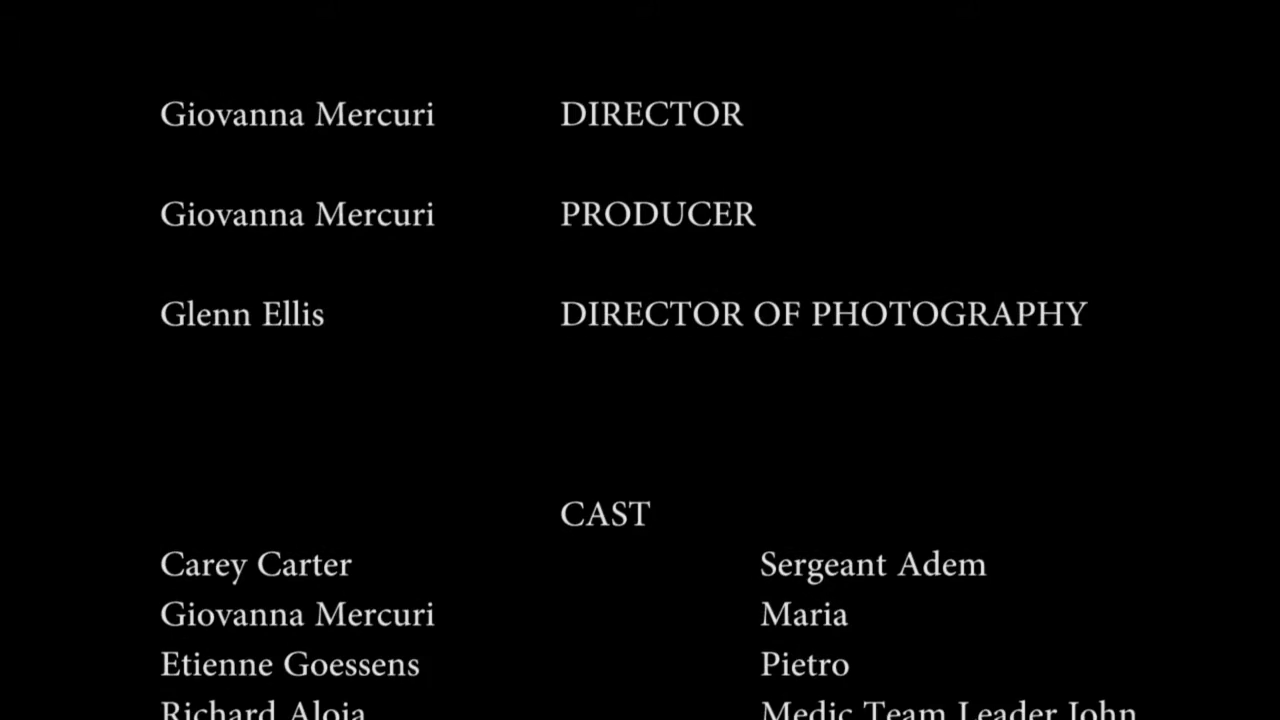 Giovanna Mercuri DIRECTOR
Giovanna Mercuri PRODUCER
Glenn Ellis DIRECTOR OF PHOTOGRAPHY
CAST
Carey Carter Sergeant Adem
Giovanna Mercuri Maria
Etienne Goessens Pietro
Richard Aloia Medic Team Leader John